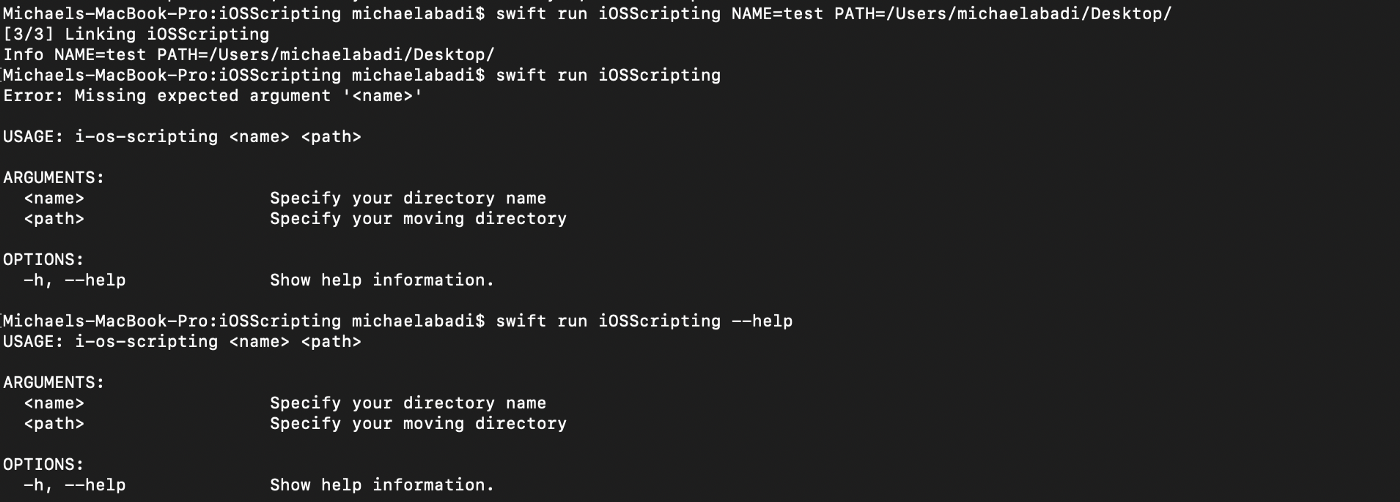 Michaels-MacBook-Pro:iOSScripting michaelabadi$ swift run iOSScripting NAME=test PATH=/Users/michaelabadi/Desktop/
[3/3] Linking iOSScripting
Info NAME=test PATH=/Users/michaelabadi/Desktop/
[Michaels-MacBook-Pro:iOSScripting michaelabadi$ swift run iOSScripting
Error: Missing expected argument '<name>'
USAGE: i-os-scripting <name> <path>
ARGUMENTS:
<name> Specify your directory name
<path> Specify your moving directory
OPTIONS:
-h, --help Show help information.
[Michaels-MacBook-Pro:iOSScripting michaelabadi$ swift run iOSScripting --help
USAGE: i-os-scripting <name> <path>
ARGUMENTS:
<name> Specify your directory name
<path> Specify your moving directory
OPTIONS:
-h, --help Show help information.